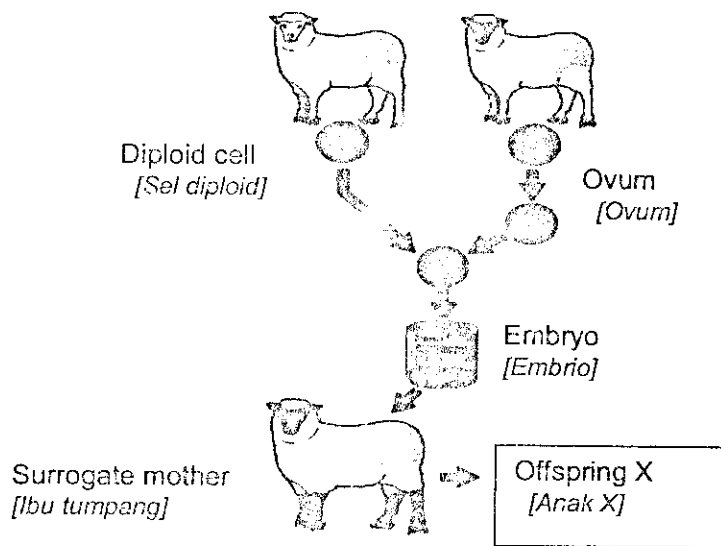 Diploid cell
[Sel diploid]
Ovum
[Ovum]
Embryo
[Embrio]
Surrogate mother
[Ibu tumpang]
Offspring X
[Anak X]